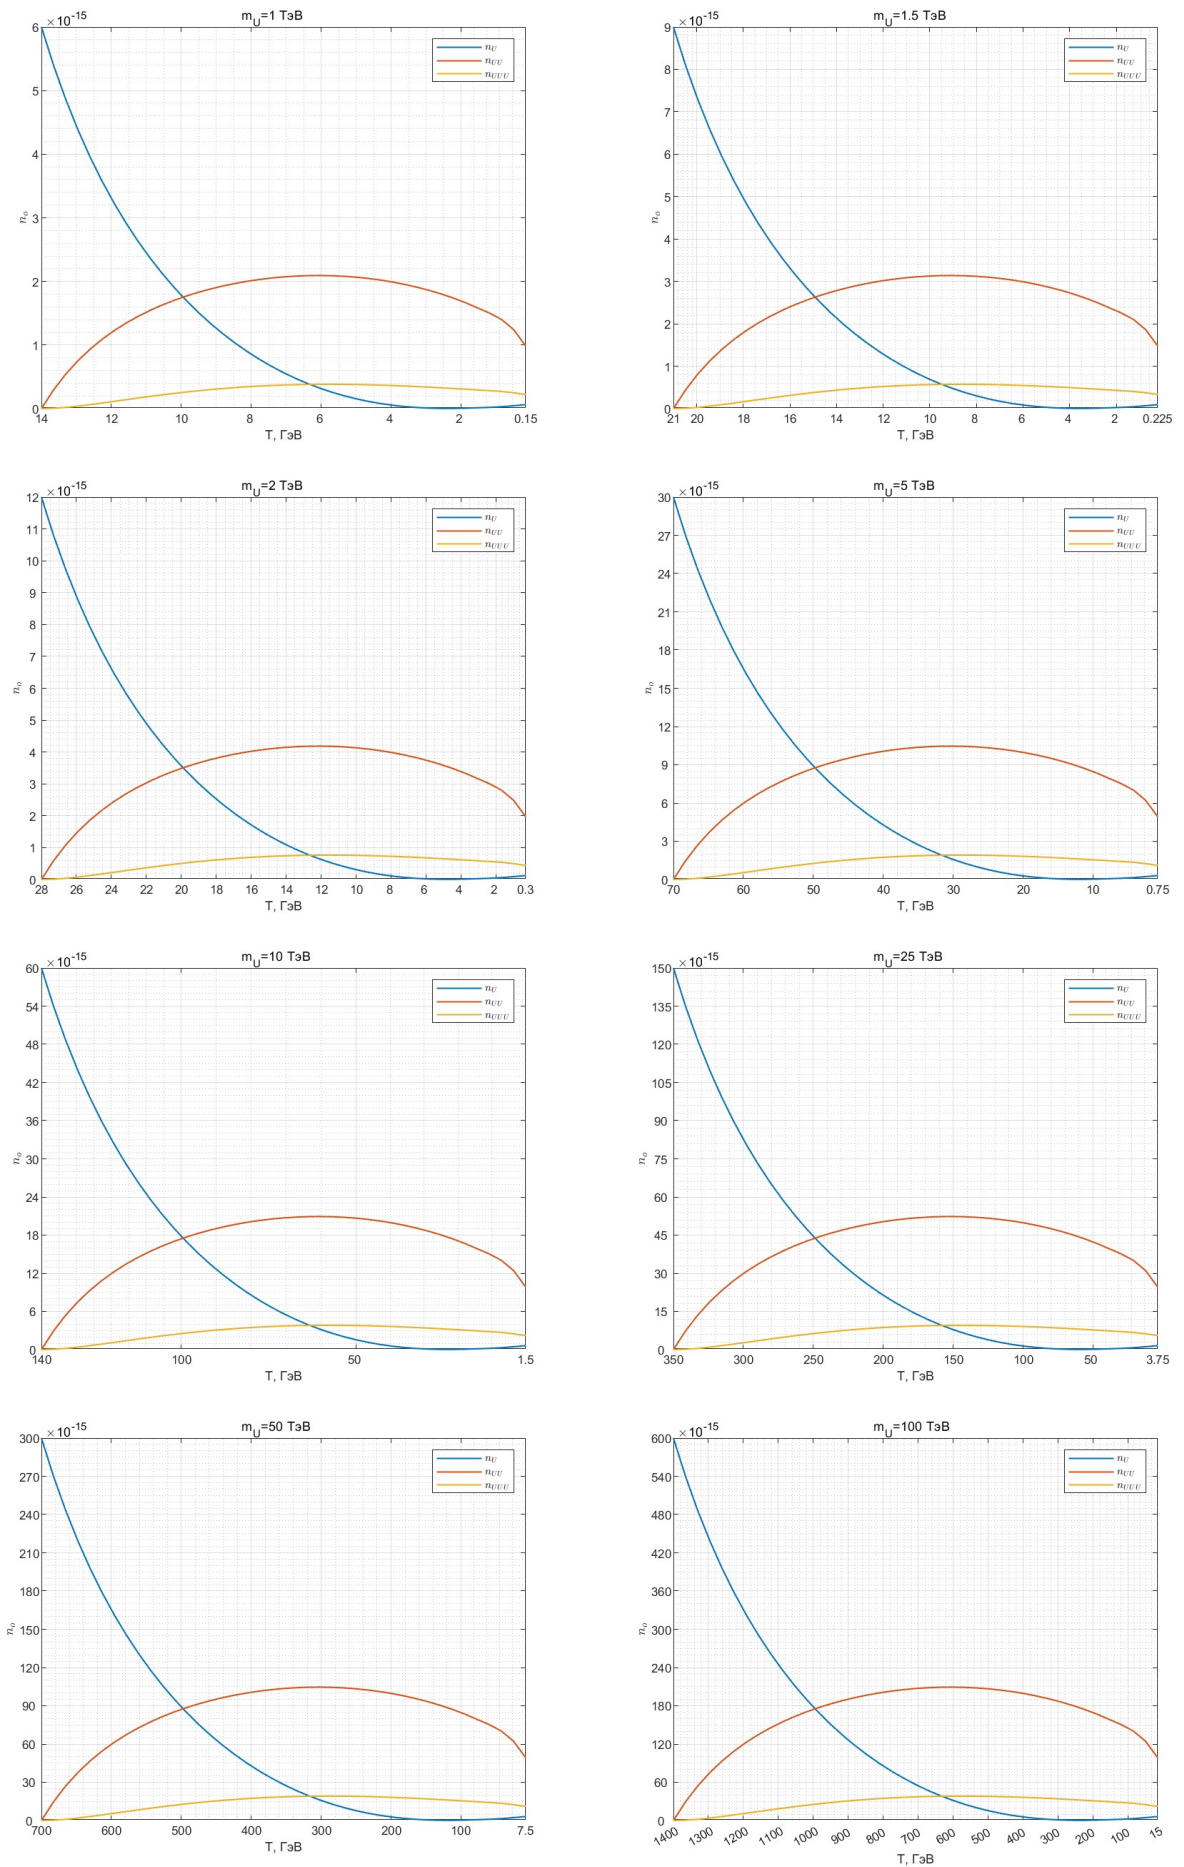 m_U=1 ТэВ
×10^-15
6
5
4
3
2
1
0
n_o
n_U
n_UU
n_UUU
14 12 10 8 6 4 2 0.15
T, ГэВ
m_U=1.5 ТэВ
×10^-15
9
8
7
6
5
4
3
2
1
0
n_o
n_U
n_UU
n_UUU
21 20 18 16 14 12 10 8 6 4 2 0.225
T, ГэВ
m_U=2 ТэВ
×10^-15
12
11
10
9
8
7
6
5
4
3
2
1
0
n_o
n_U
n_UU
n_UUU
28 26 24 22 20 18 16 14 12 10 8 6 4 2 0.3
T, ГэВ
m_U=5 ТэВ
×10^-15
30
27
24
21
18
15
12
9
6
3
0
n_o
n_U
n_UU
n_UUU
70 60 50 40 30 20 10 0.75
T, ГэВ
m_U=10 ТэВ
×10^-15
60
54
48
42
36
30
24
18
12
6
0
n_o
n_U
n_UU
n_UUU
140 100 50 1.5
T, ГэВ
m_U=25 ТэВ
×10^-15
150
135
120
105
90
75
60
45
30
15
0
n_o
n_U
n_UU
n_UUU
350 300 250 200 150 100 50 3.75
T, ГэВ
m_U=50 ТэВ
×10^-15
300
270
240
210
180
150
120
90
60
30
0
n_o
n_U
n_UU
n_UUU
700 600 500 400 300 200 100 7.5
T, ГэВ
m_U=100 ТэВ
×10^-15
600
540
480
420
360
300
240
180
120
60
0
n_o
n_U
n_UU
n_UUU
1400 1300 1200 1100 1000 900 800 700 600 500 400 300 200 100 15
T, ГэВ